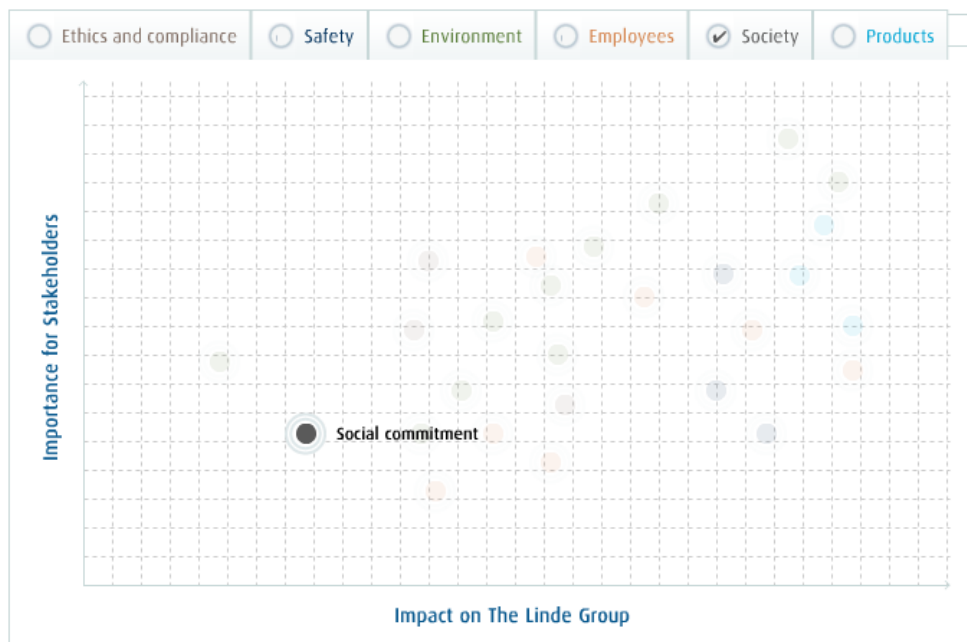 Ethics and compliance
Safety
Environment
Employees
Society
Products
Importance for Stakeholders
Social commitment
Impact on The Linde Group